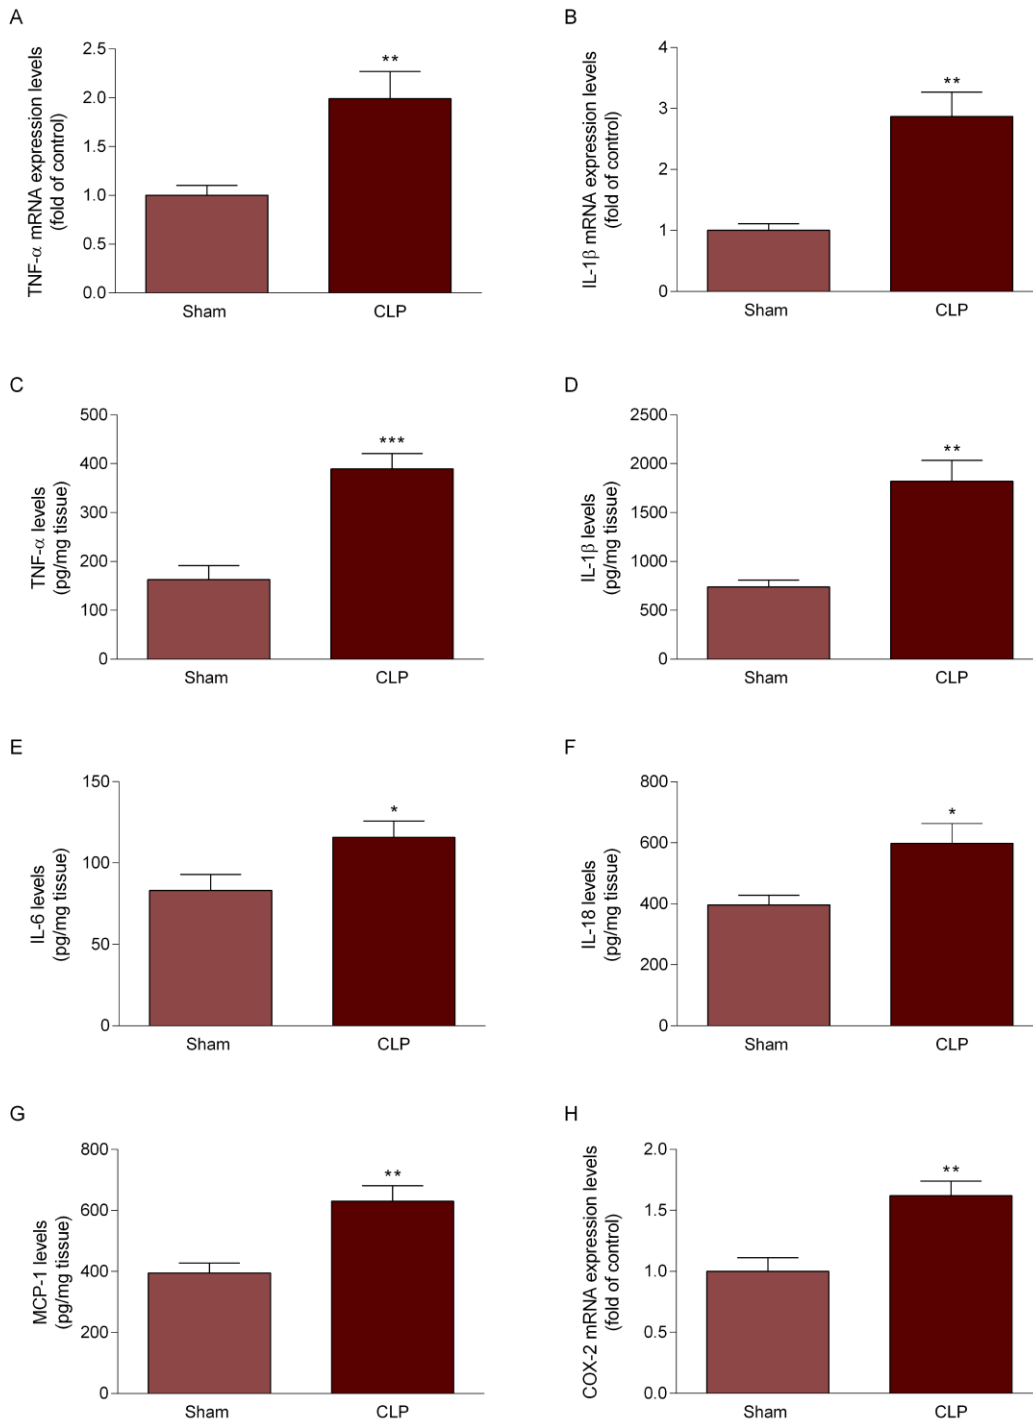 A
TNF-α mRNA expression levels
(fold of control)
2.5
2.0
1.5
1.0
0.5
0.0
**
Sham
CLP
B
IL-1β mRNA expression levels
(fold of control)
4
3
2
1
0
**
Sham
CLP
C
TNF-α levels
(pg/mg tissue)
500
400
300
200
100
0
***
Sham
CLP
D
IL-1β levels
(pg/mg tissue)
2500
2000
1500
1000
500
0
**
Sham
CLP
E
IL-6 levels
(pg/mg tissue)
150
100
50
0
*
Sham
CLP
F
IL-18 levels
(pg/mg tissue)
800
600
400
200
0
*
Sham
CLP
G
MCP-1 levels
(pg/mg tissue)
800
600
400
200
0
**
Sham
CLP
H
COX-2 mRNA expression levels
(fold of control)
2.0
1.5
1.0
0.5
0.0
**
Sham
CLP